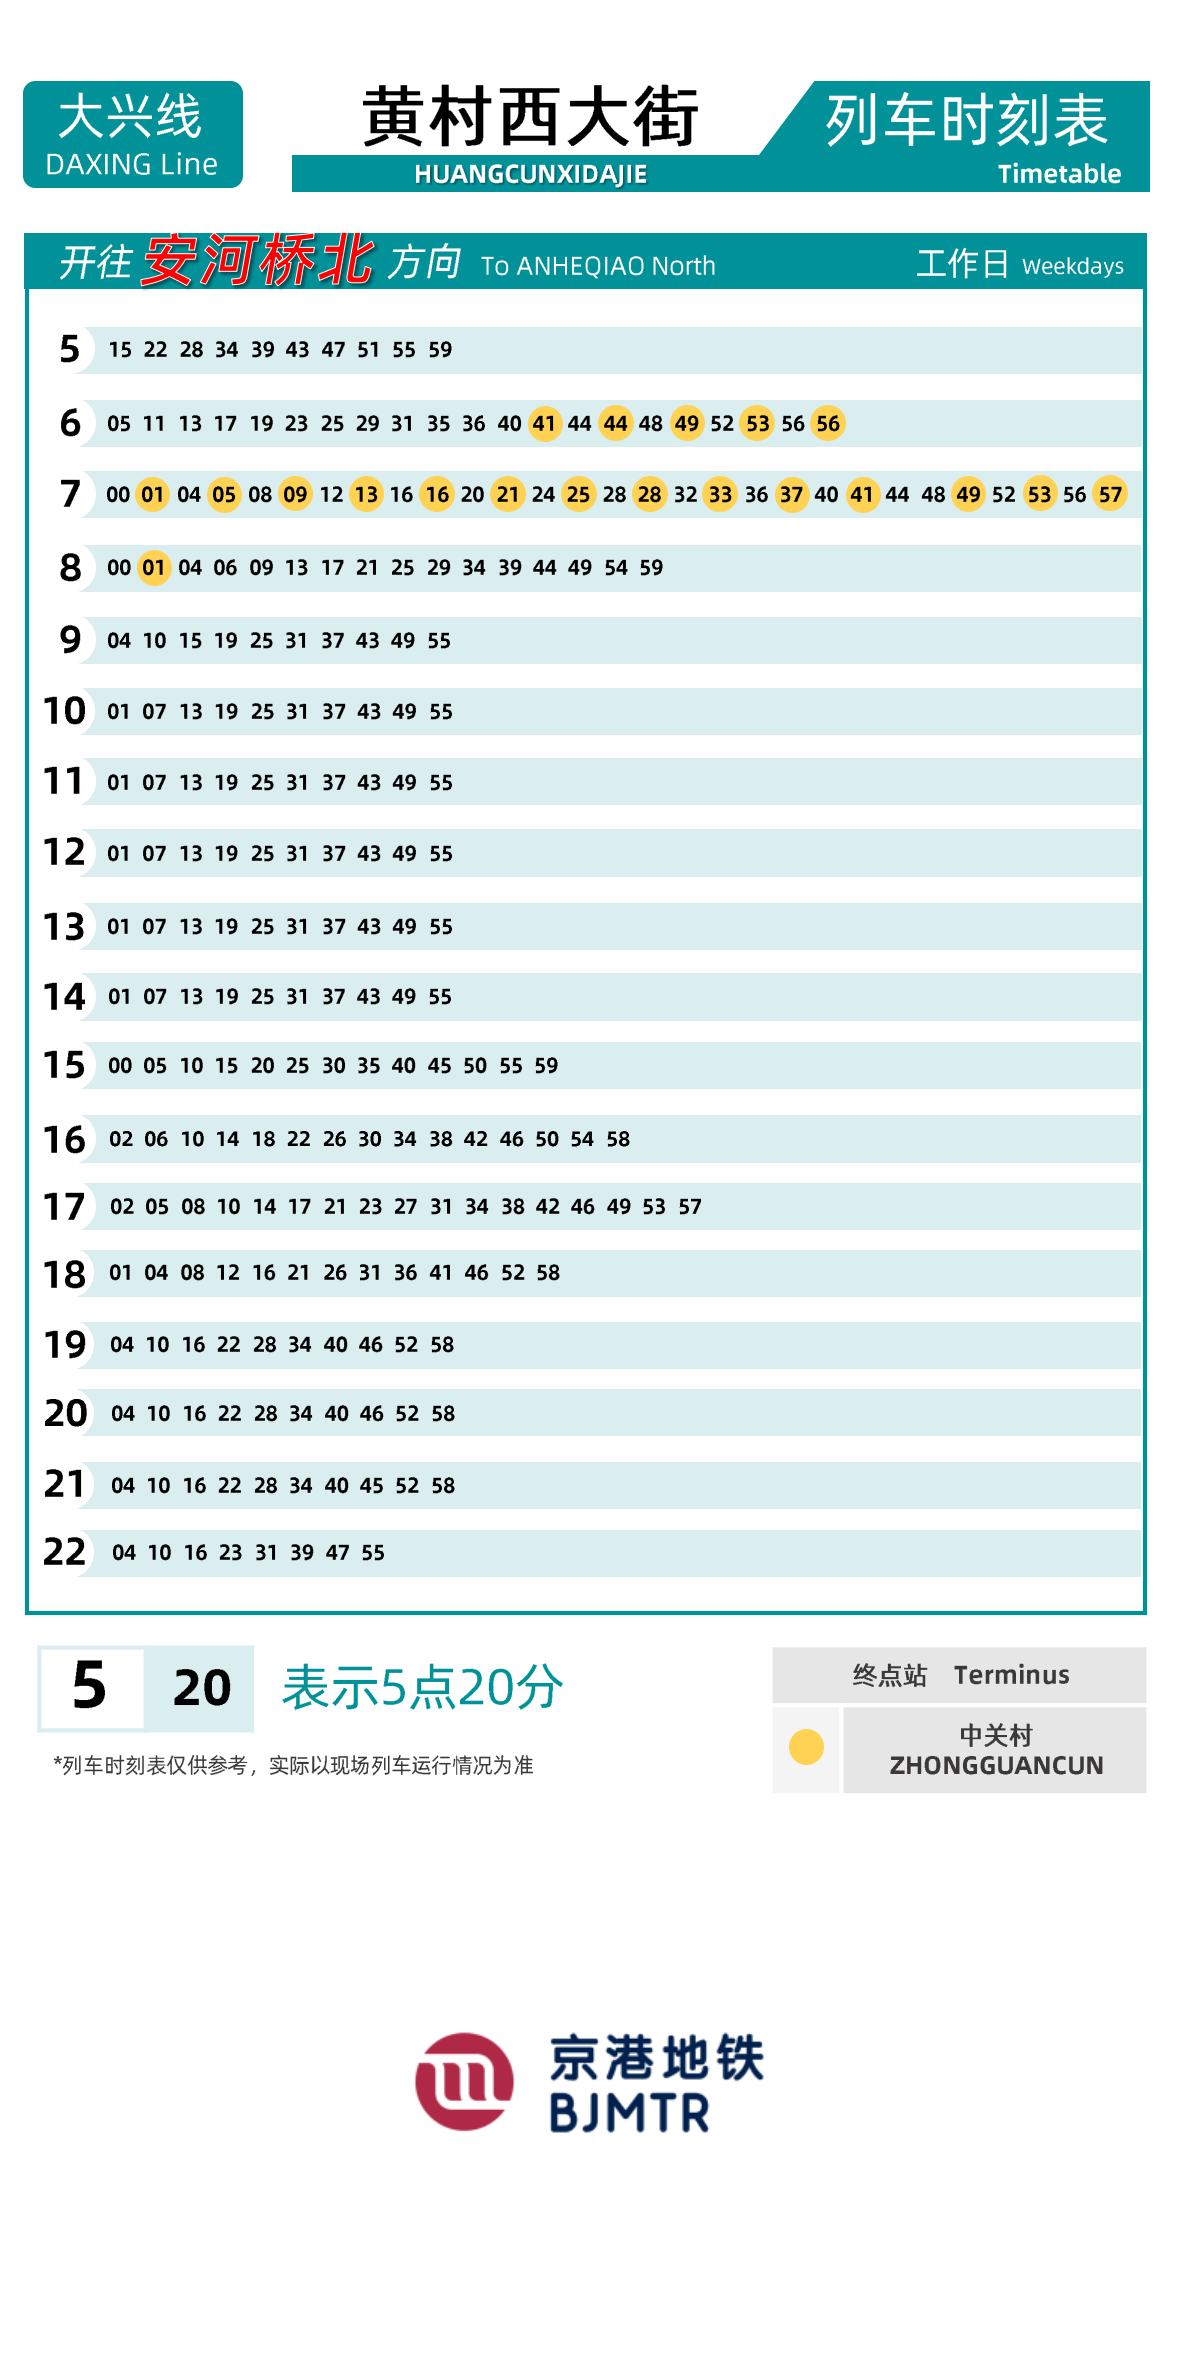 大兴线
DAXING Line
黄村西大街
HUANGCUNXIDAJIE
列车时刻表
Timetable
开往 安河桥北 方向 To ANHEQIAO North 工作日 Weekdays
5 15 22 28 34 39 43 47 51 55 59
6 05 11 13 17 19 23 25 29 31 35 36 40 41 44 44 48 49 52 53 56 56
7 00 01 04 05 08 09 12 13 16 16 20 21 24 25 28 28 32 33 36 37 40 41 44 48 49 52 53 56 57
8 00 01 04 06 09 13 17 21 25 29 34 39 44 49 54 59
9 04 10 15 19 25 31 37 43 49 55
10 01 07 13 19 25 31 37 43 49 55
11 01 07 13 19 25 31 37 43 49 55
12 01 07 13 19 25 31 37 43 49 55
13 01 07 13 19 25 31 37 43 49 55
14 01 07 13 19 25 31 37 43 49 55
15 00 05 10 15 20 25 30 35 40 45 50 55 59
16 02 06 10 14 18 22 26 30 34 38 42 46 50 54 58
17 02 05 08 10 14 17 21 23 27 31 34 38 42 46 49 53 57
18 01 04 08 12 16 21 26 31 36 41 46 52 58
19 04 10 16 22 28 34 40 46 52 58
20 04 10 16 22 28 34 40 46 52 58
21 04 10 16 22 28 34 40 45 52 58
22 04 10 16 23 31 39 47 55
5 20 表示5点20分
*列车时刻表仅供参考，实际以现场列车运行情况为准
终点站 Terminus
中关村
ZHONGGUANCUN
京港地铁
BJMTR